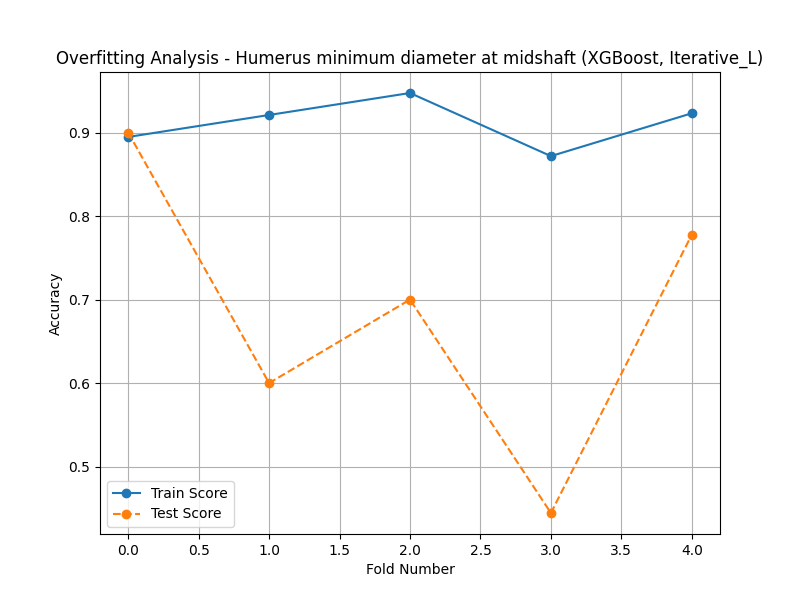 Overfitting Analysis - Humerus minimum diameter at midshaft (XGBoost, Iterative_L)
Accuracy
0.9
0.8
0.7
0.6
0.5
Train Score
Test Score
0.0 0.5 1.0 1.5 2.0 2.5 3.0 3.5 4.0
Fold Number